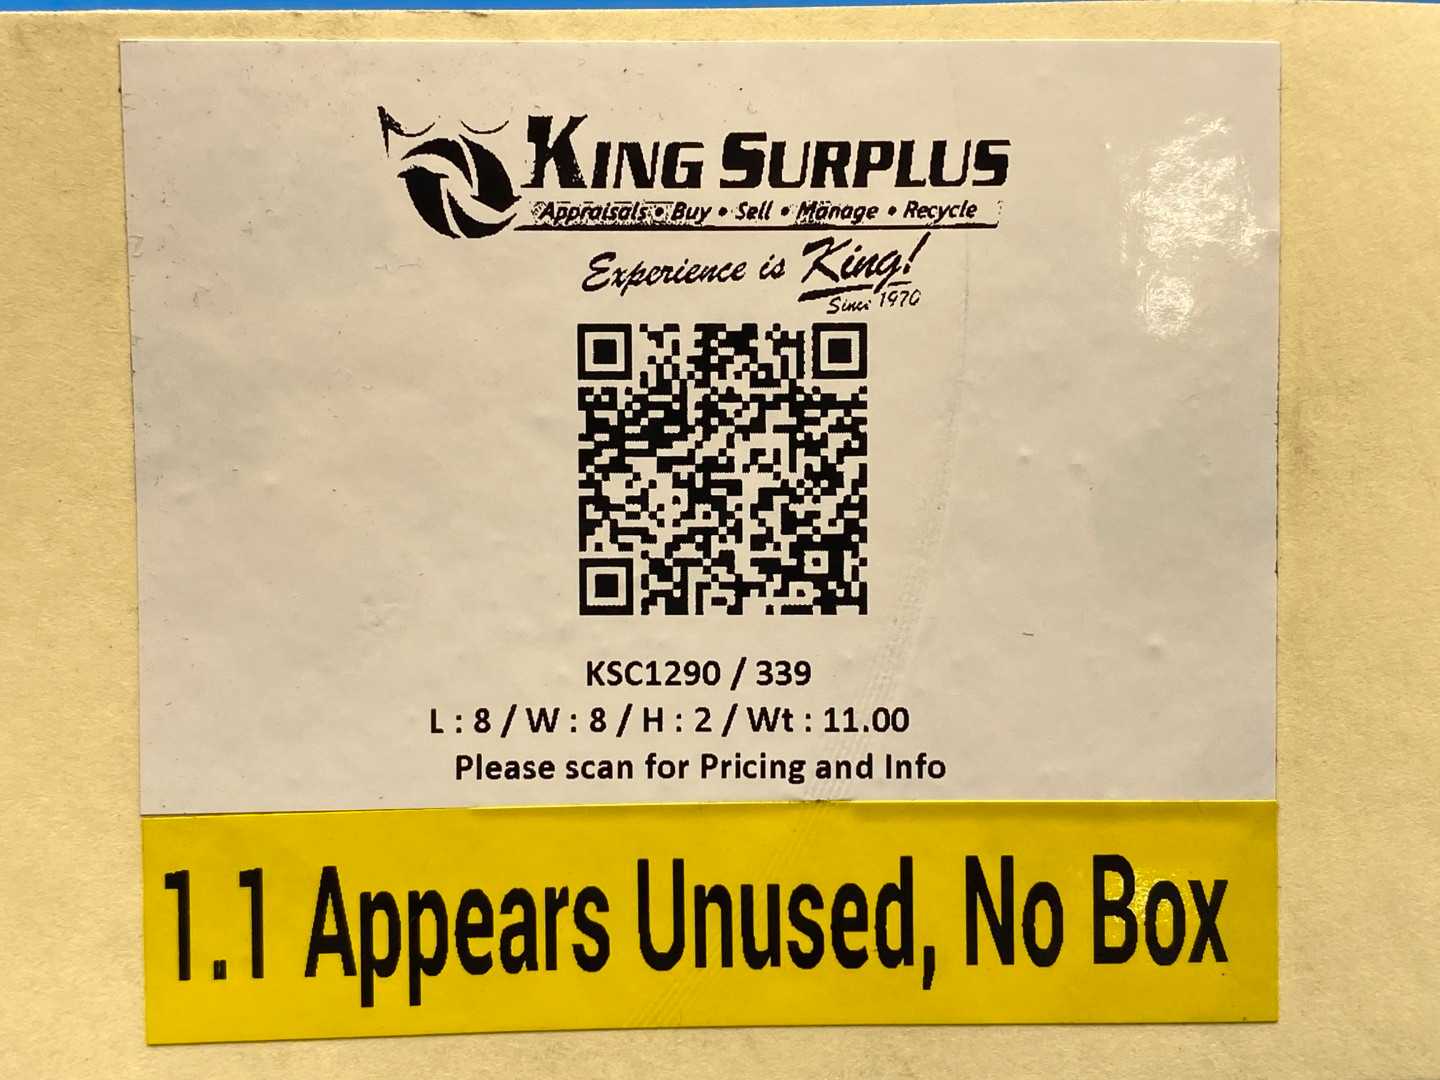 KING SURPLUS
Appraisals • Buy • Sell • Manage • Recycle
Experience is King!
Since 1970
KSC1290 / 339
L : 8 / W : 8 / H : 2 / Wt : 11.00
Please scan for Pricing and Info
1.1 Appears Unused, No Box